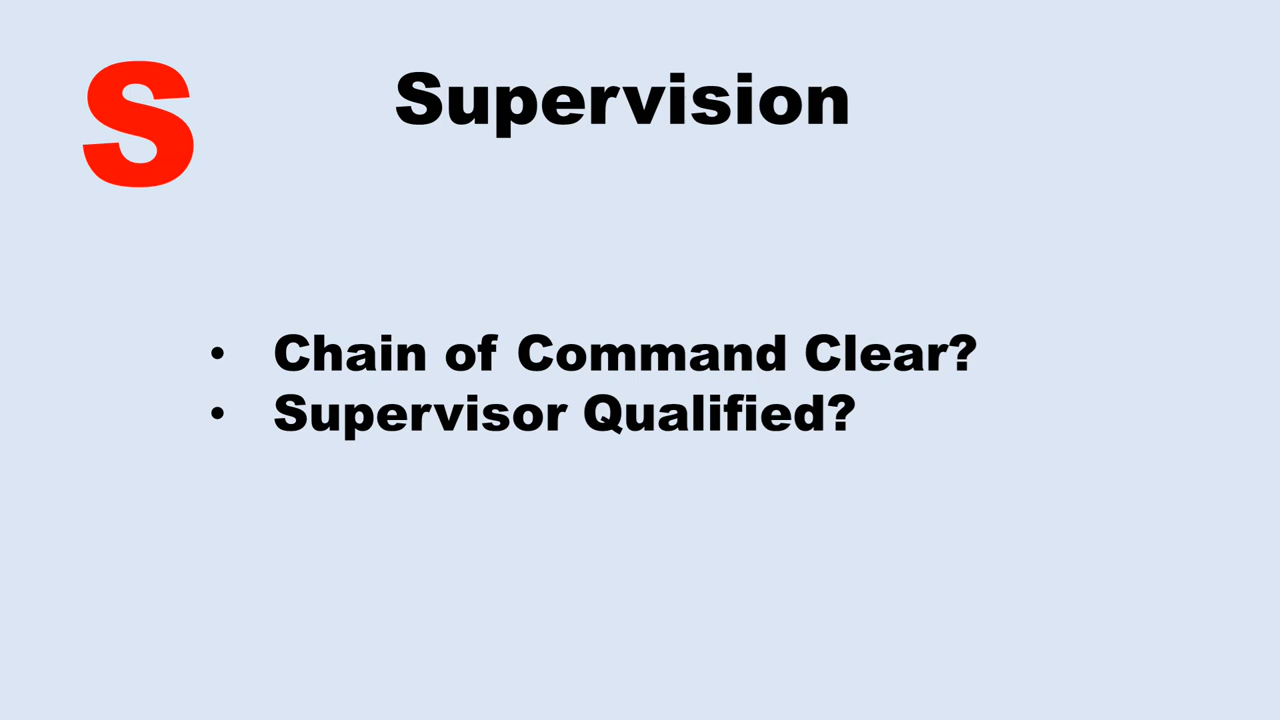 S
Supervision
• Chain of Command Clear?
• Supervisor Qualified?